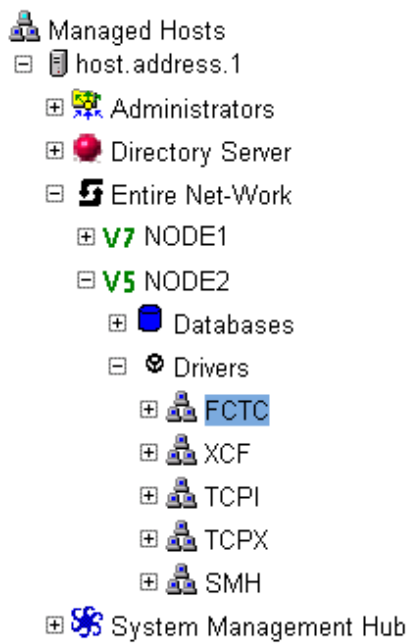 Managed Hosts
host.address.1
Administrators
Directory Server
Entire Net-Work
V7 NODE1
V5 NODE2
Databases
Drivers
FCTC
XCF
TCPI
TCPX
SMH
System Management Hub